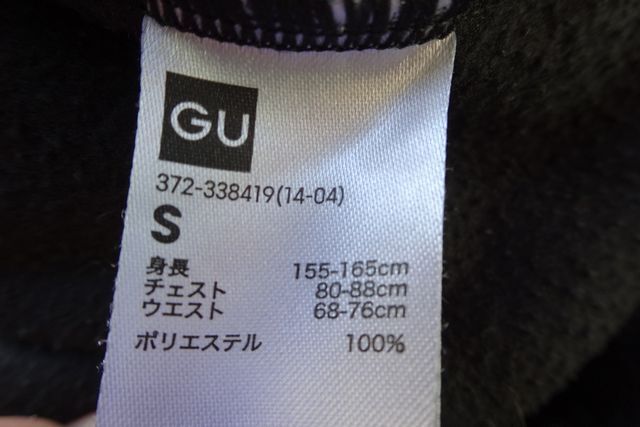 GU
372-338419(14-04)
S
身長 155-165cm
チェスト 80-88cm
ウエスト 68-76cm
ポリエステル 100%